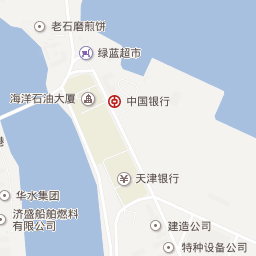 老石磨煎饼
绿蓝超市
海洋石油大厦
中国银行
天津银行
华水集团
济盛船舶燃料
有限公司
建造公司
特种设备公司